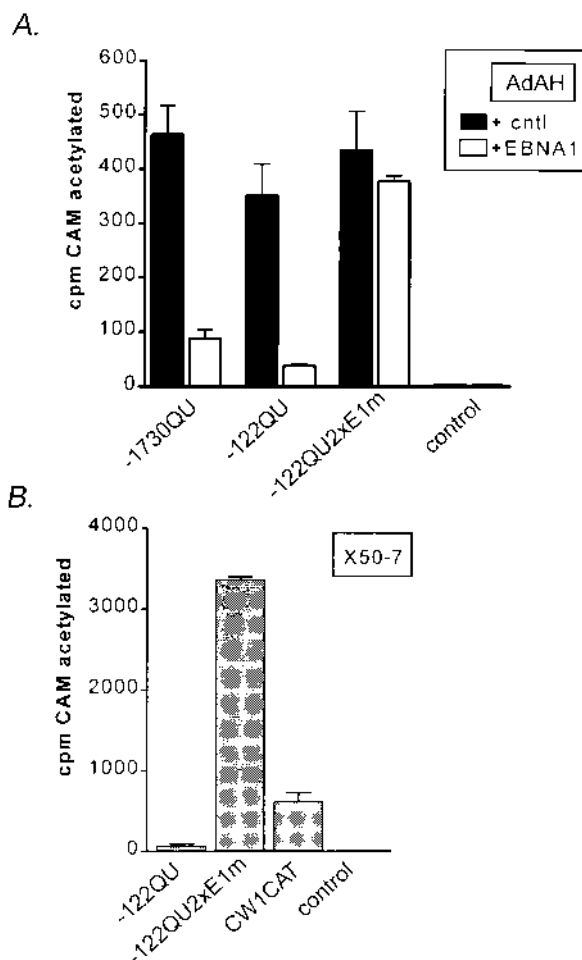 A.
600
500
400
300
200
100
0
cpm CAM acetylated
AdAH
+ cntl
+EBNA1
-1730QU
-122QU
-122QU2xE1m
control
B.
4000
3000
2000
1000
0
cpm CAM acetylated
X50-7
-122QU
-122QU2xE1m
CW1CAT
control